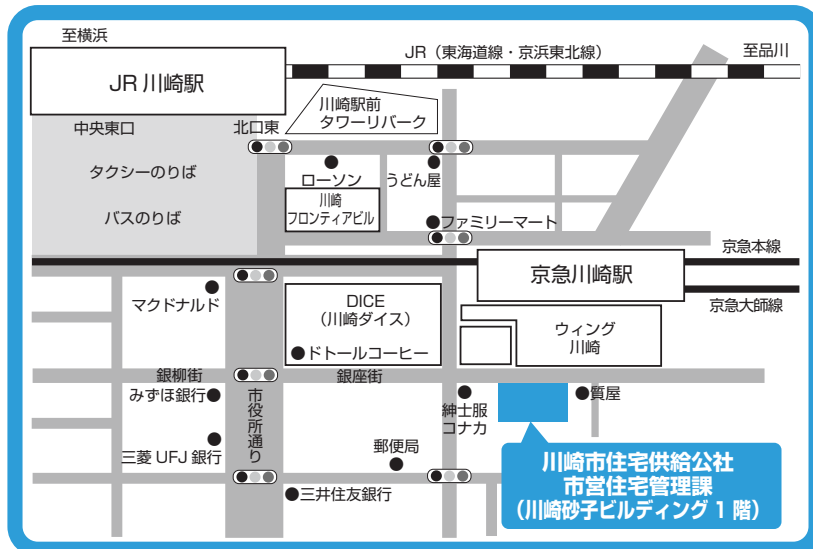 至横浜
JR（東海道線・京浜東北線）
至品川
JR 川崎駅
川崎駅前
タワーリバーク
中央東口
北口東
タクシーのりば
ローソン
うどん屋
川崎
フロンティアビル
バスのりば
ファミリーマート
京急本線
京急川崎駅
京急大師線
マクドナルド
DICE
（川崎ダイス）
ウィング
川崎
ドトールコーヒー
銀柳街
銀座街
みずほ銀行
市役所通り
紳士服
コナカ
質屋
三菱 UFJ 銀行
郵便局
三井住友銀行
川崎市住宅供給公社
市営住宅管理課
（川崎砂子ビルディング 1 階）